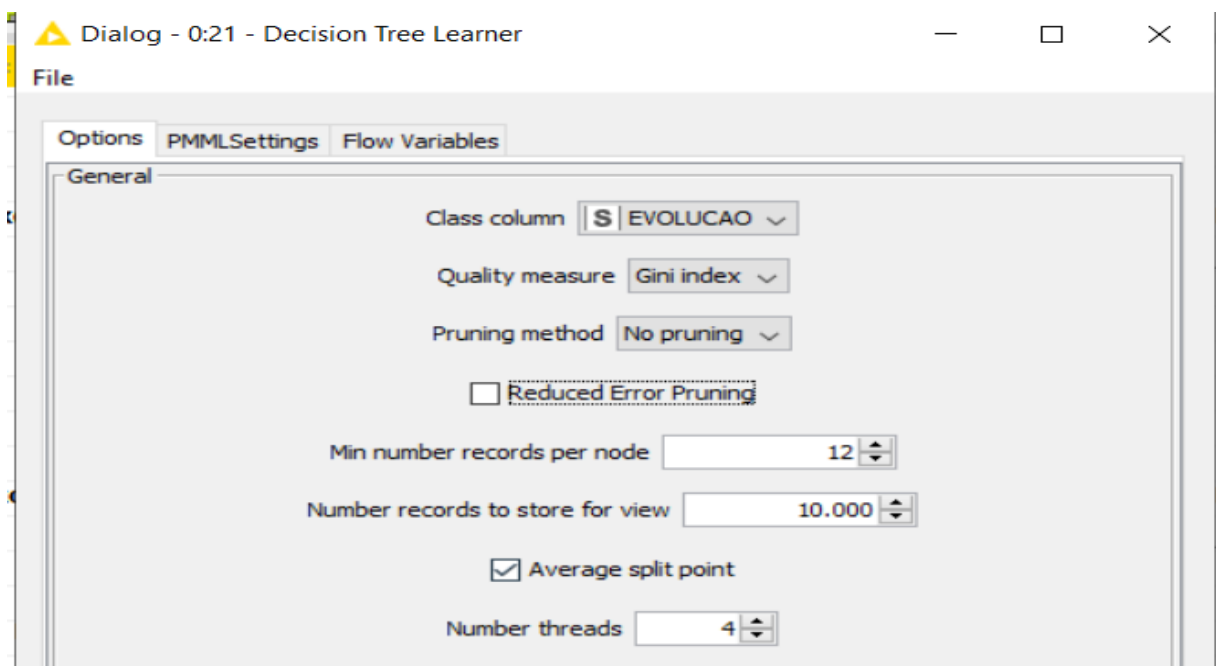 Dialog - 0:21 - Decision Tree Learner
File
Options PMMLSettings Flow Variables
General
Class column S EVOLUCAO
Quality measure Gini index
Pruning method No pruning
Reduced Error Pruning
Min number records per node 12
Number records to store for view 10.000
Average split point
Number threads 4